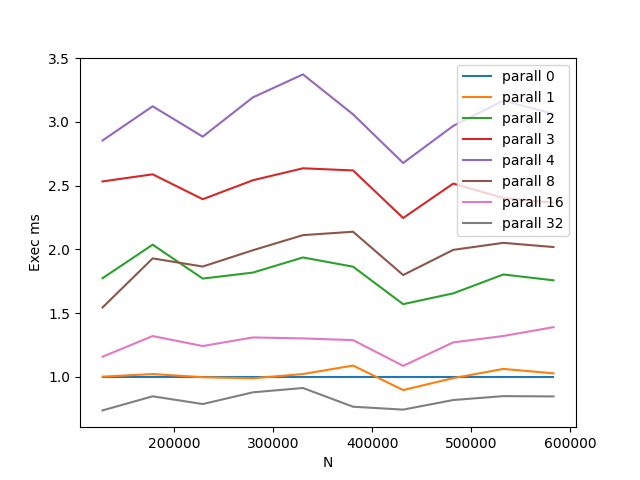 3.5
3.0
2.5
2.0
1.5
1.0
Exec ms
200000
300000
400000
500000
600000
N
parall 0
parall 1
parall 2
parall 3
parall 4
parall 8
parall 16
parall 32